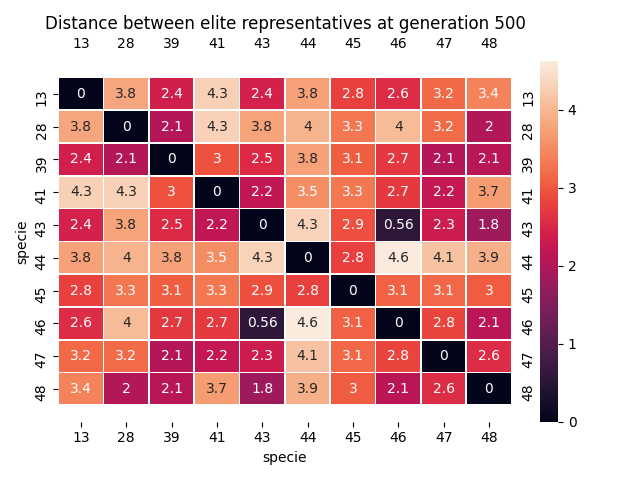 Distance between elite representatives at generation 500
13 28 39 41 43 44 45 46 47 48
13 0 3.8 2.4 4.3 2.4 3.8 2.8 2.6 3.2 3.4 13
28 3.8 0 2.1 4.3 3.8 4 3.3 4 3.2 2 28
39 2.4 2.1 0 3 2.5 3.8 3.1 2.7 2.1 2.1 39
41 4.3 4.3 3 0 2.2 3.5 3.3 2.7 2.2 3.7 41
43 2.4 3.8 2.5 2.2 0 4.3 2.9 0.56 2.3 1.8 43
44 3.8 4 3.8 3.5 4.3 0 2.8 4.6 4.1 3.9 44
45 2.8 3.3 3.1 3.3 2.9 2.8 0 3.1 3.1 3 45
46 2.6 4 2.7 2.7 0.56 4.6 3.1 0 2.8 2.1 46
47 3.2 3.2 2.1 2.2 2.3 4.1 3.1 2.8 0 2.6 47
48 3.4 2 2.1 3.7 1.8 3.9 3 2.1 2.6 0 48
13 28 39 41 43 44 45 46 47 48
specie
specie
4
3
2
1
0